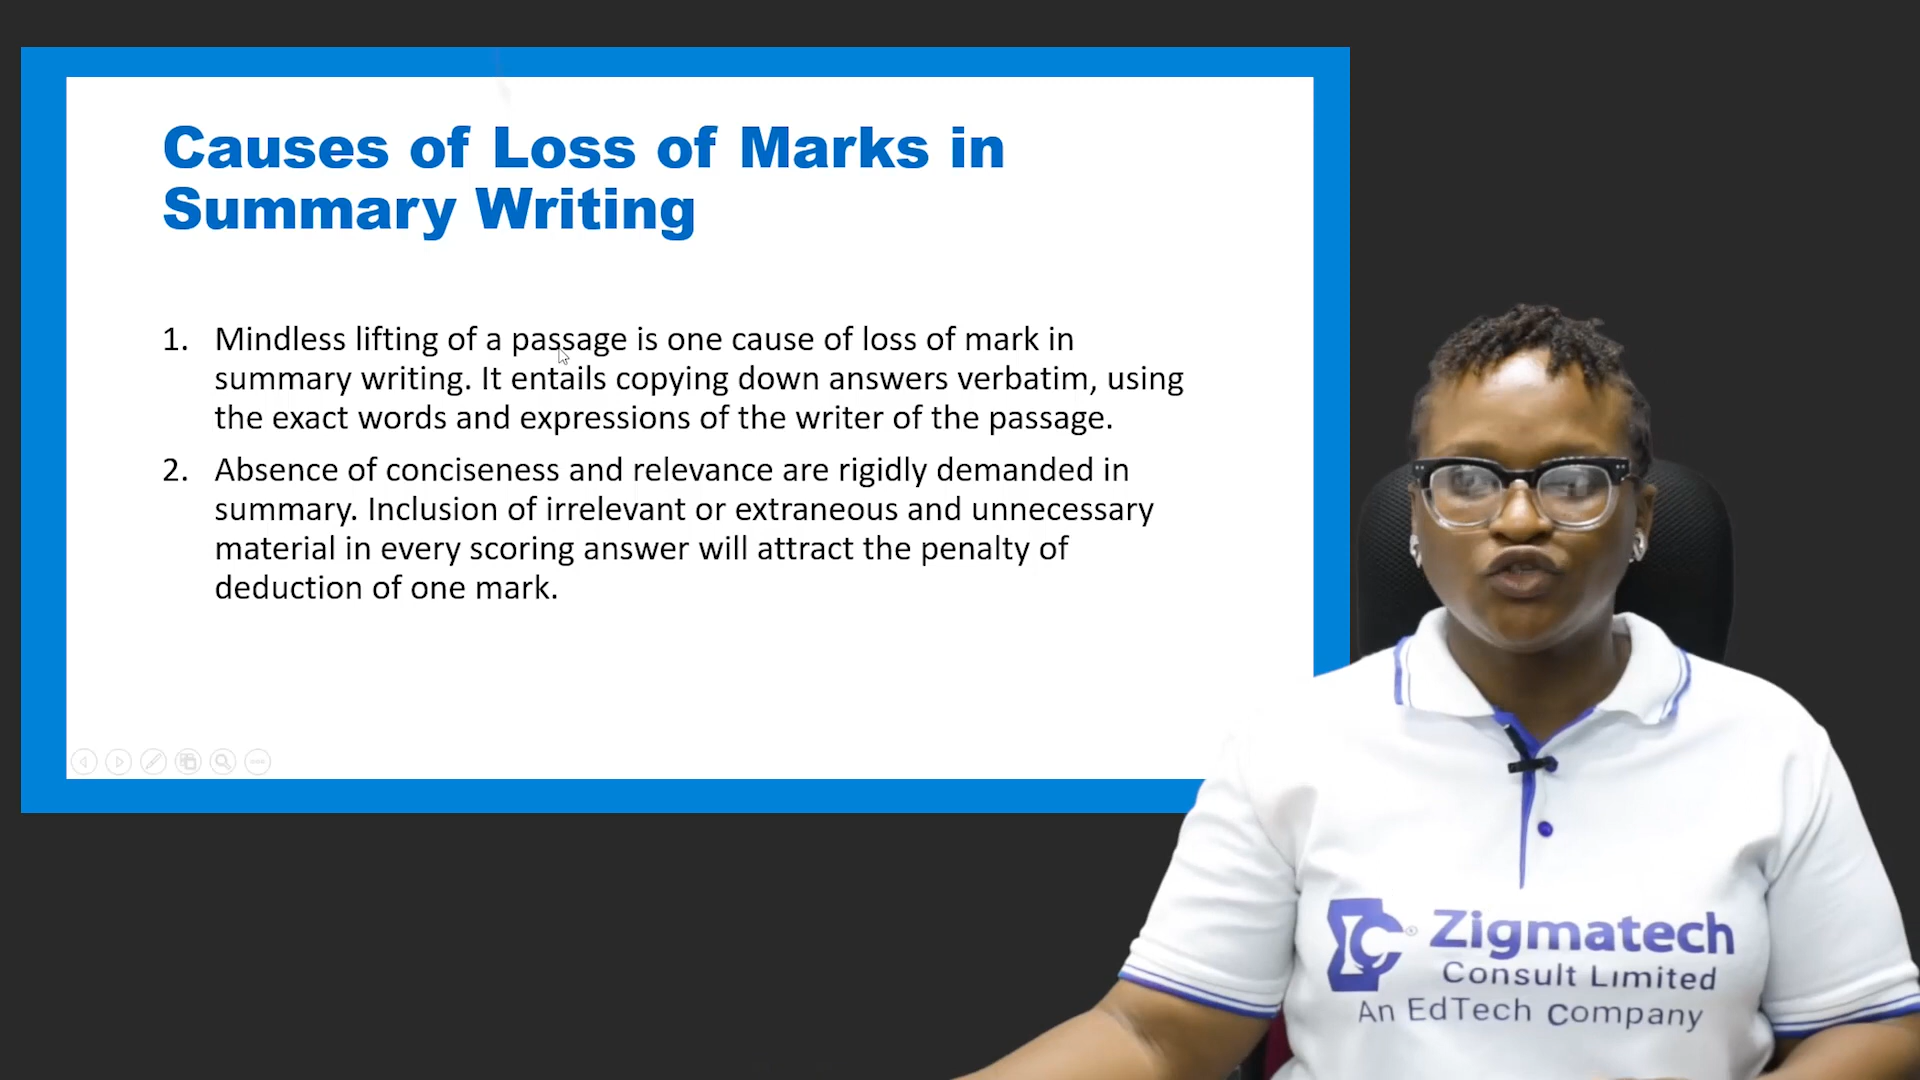 Causes of Loss of Marks in
Summary Writing
1. Mindless lifting of a passage is one cause of loss of mark in
summary writing. It entails copying down answers verbatim, using
the exact words and expressions of the writer of the passage.
2. Absence of conciseness and relevance are rigidly demanded in
summary. Inclusion of irrelevant or extraneous and unnecessary
material in every scoring answer will attract the penalty of
deduction of one mark.
Zigmatech
Consult Limited
An EdTech Company